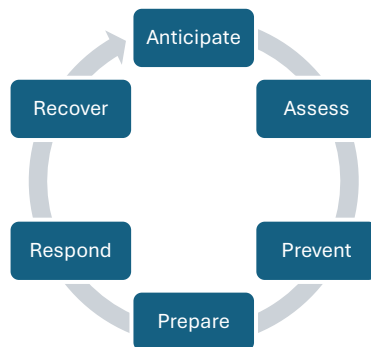 Anticipate
Assess
Prevent
Prepare
Respond
Recover